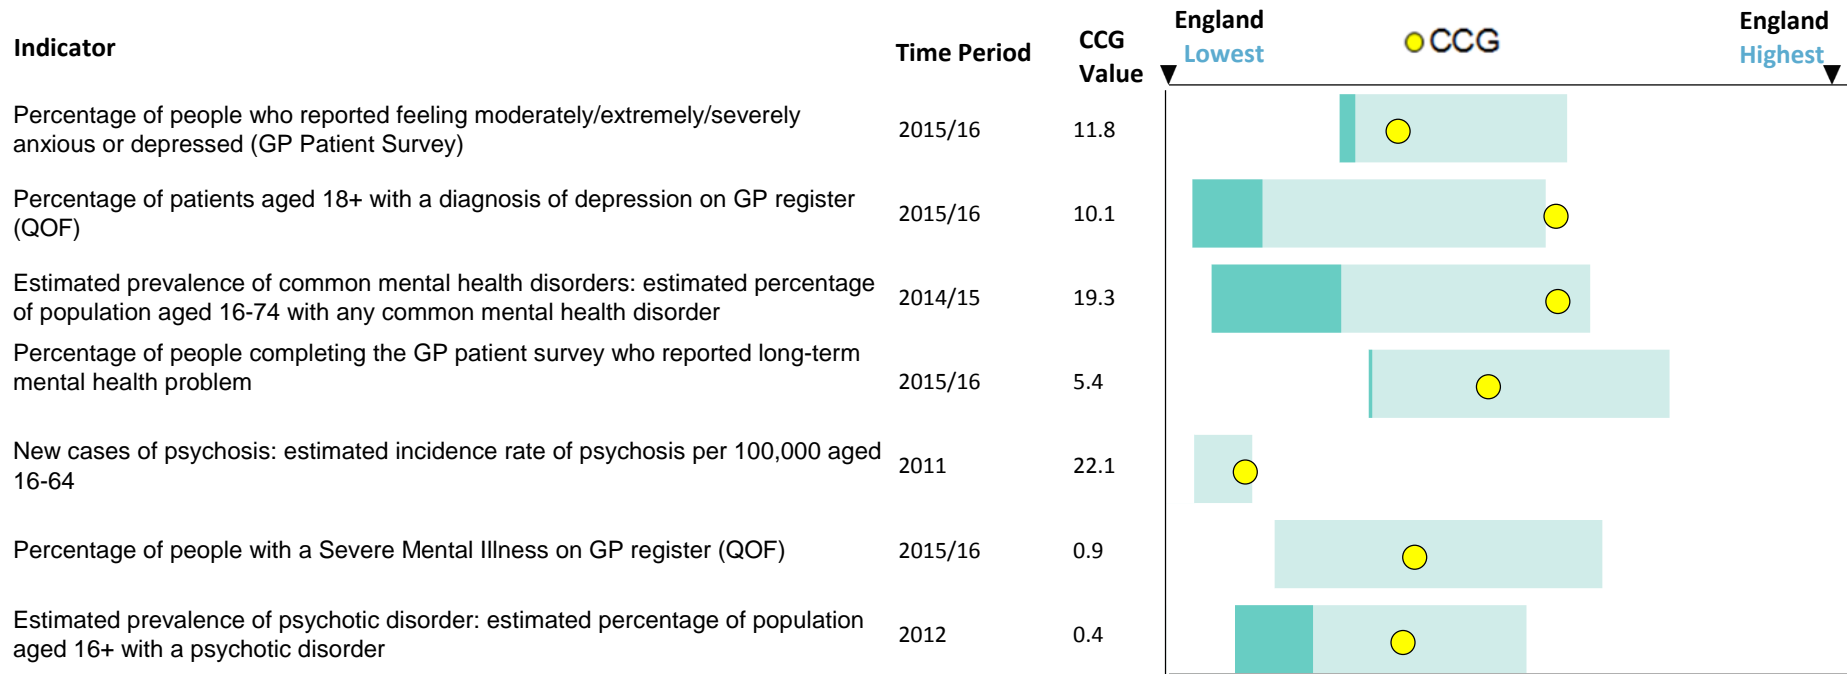 Indicator
Time Period
CCG
Value
England
Lowest
CCG
England
Highest
Percentage of people who reported feeling moderately/extremely/severely
anxious or depressed (GP Patient Survey)
2015/16
11.8
Percentage of patients aged 18+ with a diagnosis of depression on GP register
(QOF)
2015/16
10.1
Estimated prevalence of common mental health disorders: estimated percentage
of population aged 16-74 with any common mental health disorder
2014/15
19.3
Percentage of people completing the GP patient survey who reported long-term
mental health problem
2015/16
5.4
New cases of psychosis: estimated incidence rate of psychosis per 100,000 aged
16-64
2011
22.1
Percentage of people with a Severe Mental Illness on GP register (QOF)
2015/16
0.9
Estimated prevalence of psychotic disorder: estimated percentage of population
aged 16+ with a psychotic disorder
2012
0.4